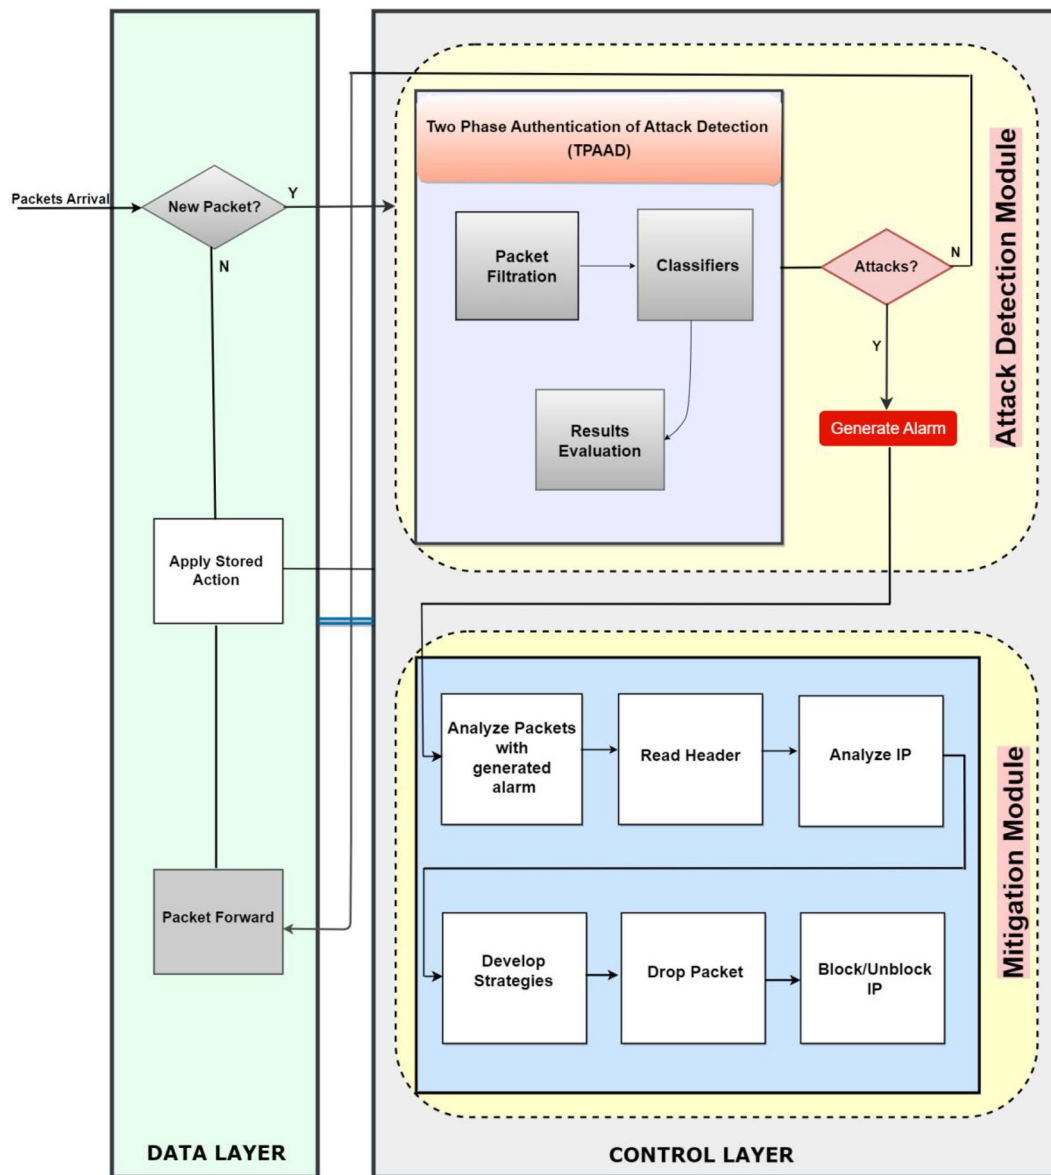 Packets Arrival
New Packet?
Y
N
Apply Stored
Action
Packet Forward
DATA LAYER
Two Phase Authentication of Attack Detection
(TPAAD)
Packet
Filtration
Classifiers
Results
Evaluation
Attacks?
N
Y
Generate Alarm
Attack Detection Module
Analyze Packets
with
generated
alarm
Read Header
Analyze IP
Develop
Strategies
Drop Packet
Block/Unblock
IP
Mitigation Module
CONTROL LAYER